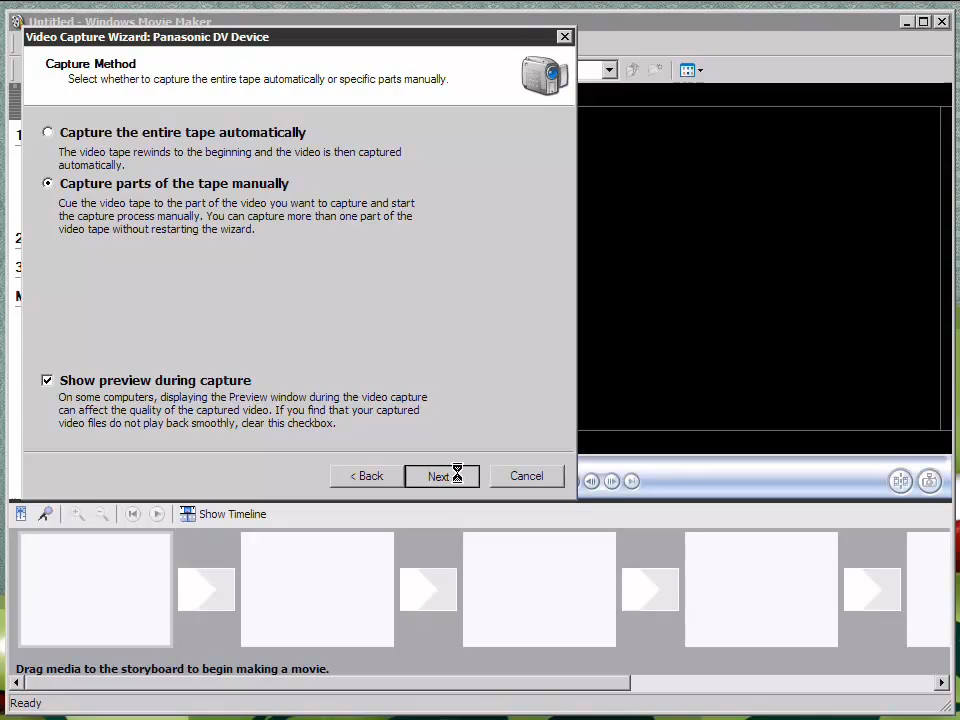 Untitled - Windows Movie Maker
Video Capture Wizard: Panasonic DV Device
Capture Method
Select whether to capture the entire tape automatically or specific parts manually.
Capture the entire tape automatically
The video tape rewinds to the beginning and the video is then captured
automatically.
Capture parts of the tape manually
Cue the video tape to the part of the video you want to capture and start
the capture process manually. You can capture more than one part of the
video tape without restarting the wizard.
Show preview during capture
On some computers, displaying the Preview window during the video capture
can affect the quality of the captured video. If you find that your captured
video files do not play back smoothly, clear this checkbox.
< Back
Next
Cancel
1
2
3
Show Timeline
Drag media to the storyboard to begin making a movie.
Ready